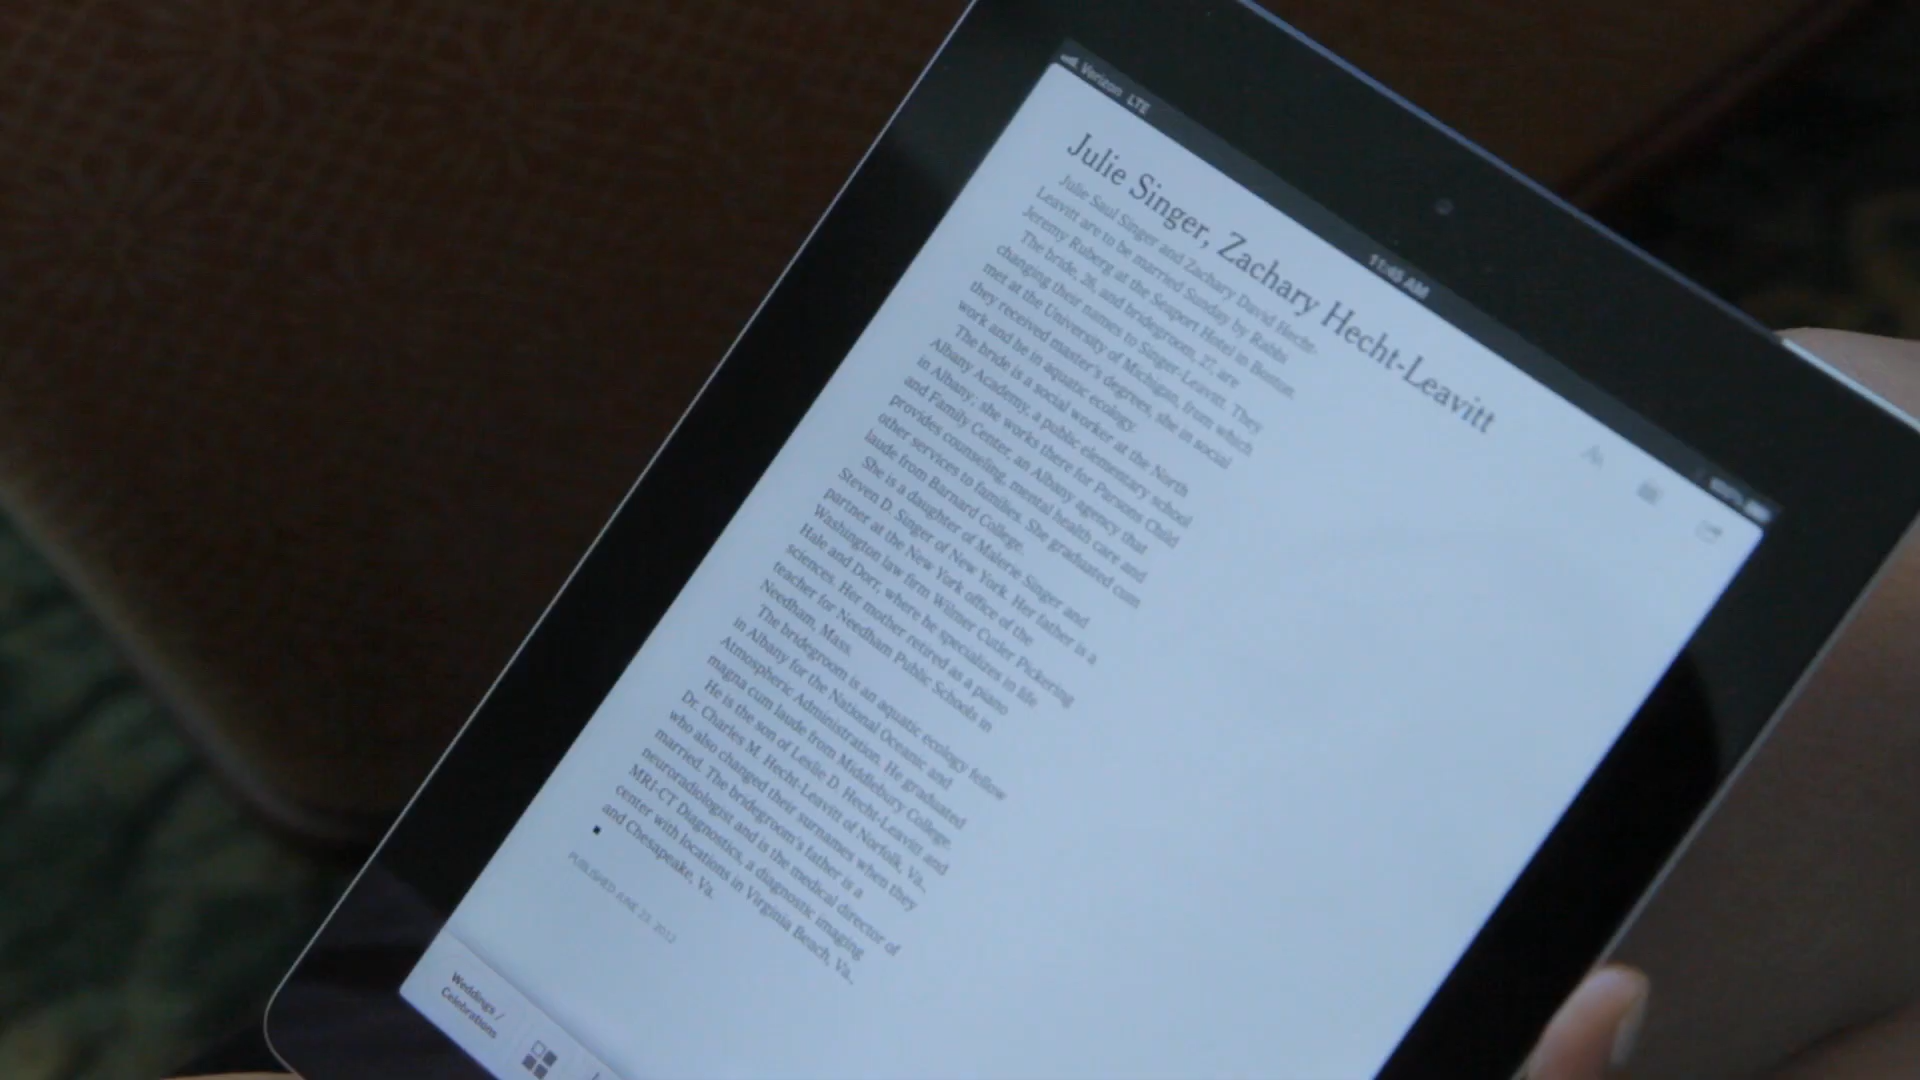 Verizon LTE
11:45 AM
Julie Singer, Zachary Hecht-Leavitt
Julie Saul Singer and Zachary David Hecht-
Leavitt are to be married Sunday by Rabbi
Jeremy Ruberg at the Seaport Hotel in Boston.
The bride, 28, and bridegroom, 27, are
changing their names to Singer-Leavitt. They
met at the University of Michigan, from which
they received master's degrees, she in social
work and he in aquatic ecology.
The bride is a social worker at the North
Albany Academy, a public elementary school
in Albany; she works there for Parsons Child
and Family Center, an Albany agency that
provides counseling, mental health care and
other services to families. She graduated cum
laude from Barnard College.
She is a daughter of Malerie Singer and
Steven D. Singer of New York. Her father is a
partner at the New York office of the
Washington law firm Wilmer Cutler Pickering
Hale and Dorr, where he specializes in life
sciences. Her mother retired as a piano
teacher for Needham Public Schools in
Needham, Mass.
The bridegroom is an aquatic ecology fellow
in Albany for the National Oceanic and
Atmospheric Administration. He graduated
magna cum laude from Middlebury College.
He is the son of Leslie D. Hecht-Leavitt and
Dr. Charles M. Hecht-Leavitt of Norfolk, Va.,
who also changed their surnames when they
married. The bridegroom's father is a
neuroradiologist and is the medical director of
MRI-CT Diagnostics, a diagnostic imaging
center with locations in Virginia Beach, Va.,
and Chesapeake, Va.
PUBLISHED JUNE 23, 2012
Weddings /
Celebrations